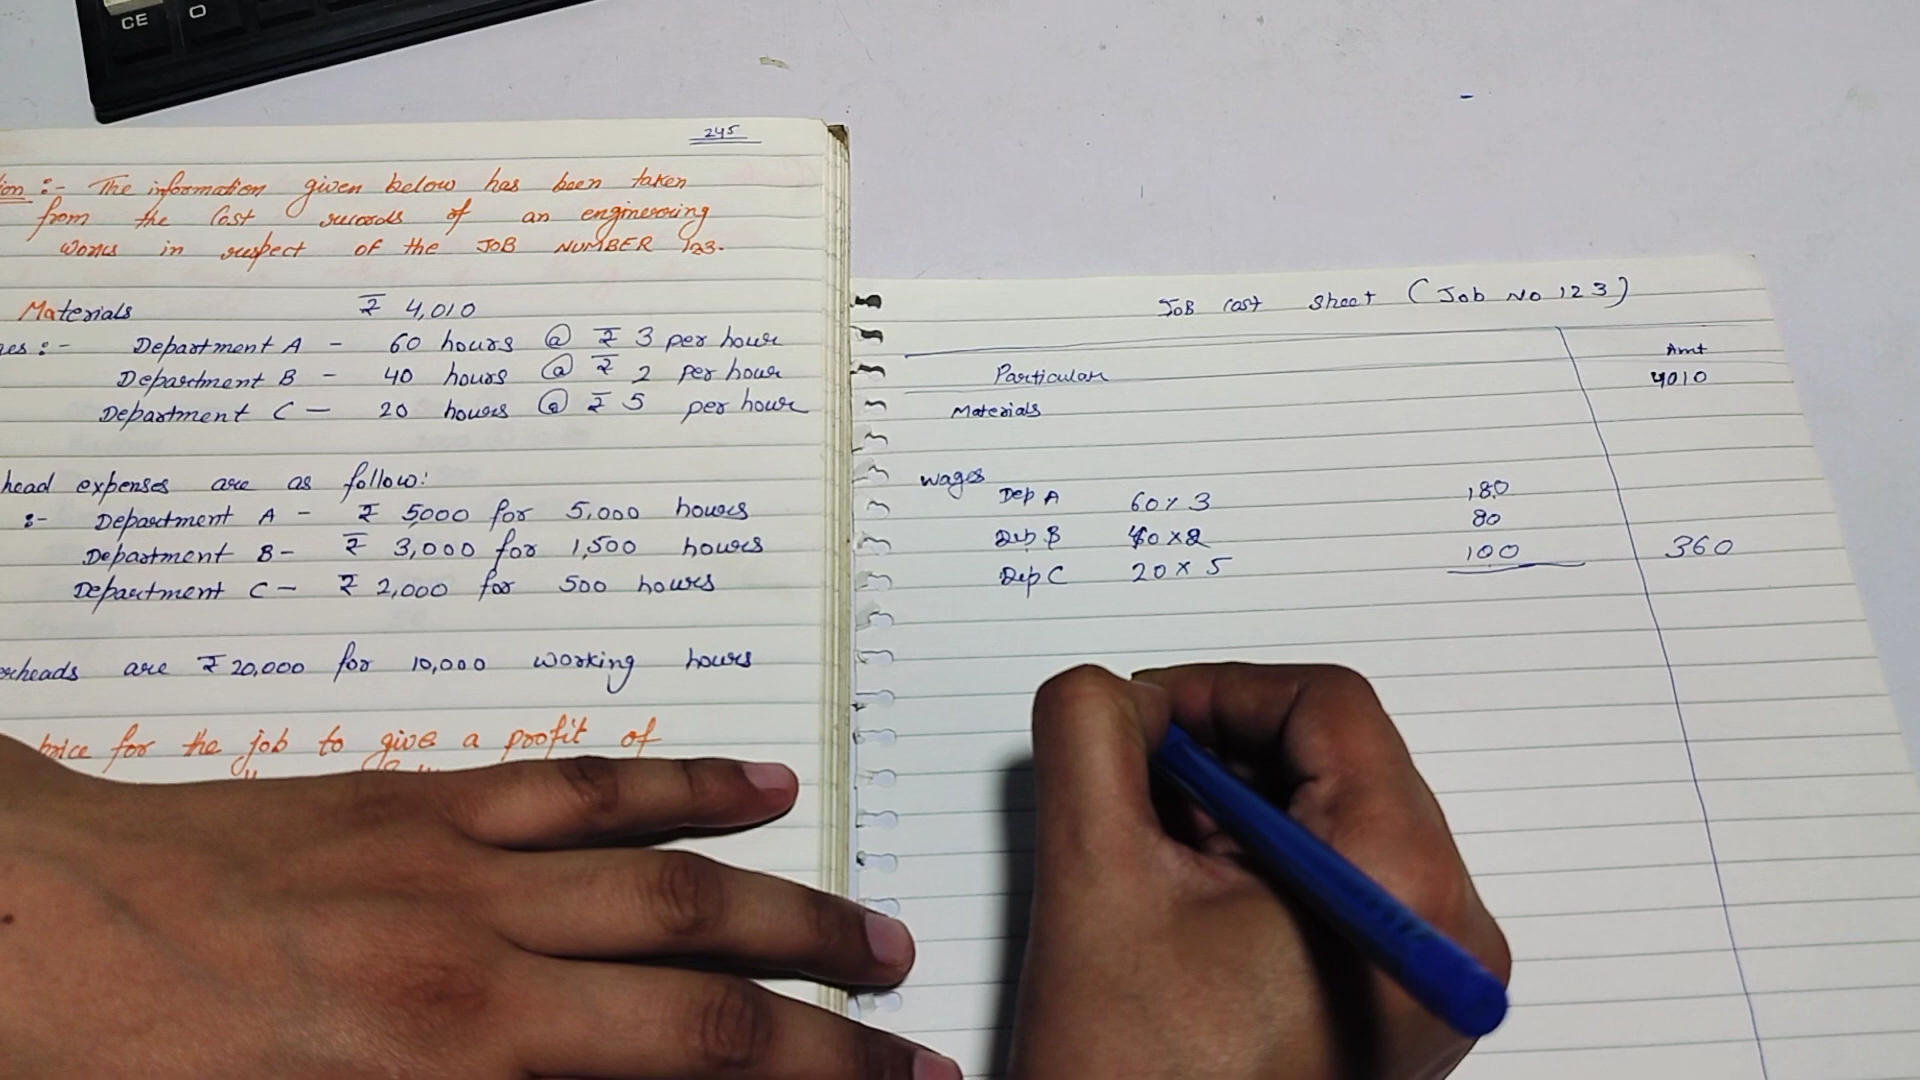 CE
0
245
ion :- The information given below has been taken
from the Cost records of an engineering
works in respect of the JOB NUMBER 123.
Materials ₹ 4,010
ges :- Department A - 60 hours @ ₹ 3 per hour
Department B - 40 hours @ ₹ 2 per hour
Department C - 20 hours @ ₹ 5 per hour
head expenses are as follow:
:- Department A - ₹ 5000 for 5,000 hours
Department B - ₹ 3,000 for 1,500 hours
Department C - ₹ 2,000 for 500 hours
erheads are ₹ 20,000 for 10,000 working hours
price for the job to give a profit of
JOB cost sheet (Job No 123)
Particular Amt
Materials 4010
Wages
Dep A 60 x 3 180
Dep B 40 x 2 80
Dep C 20 x 5 100 360